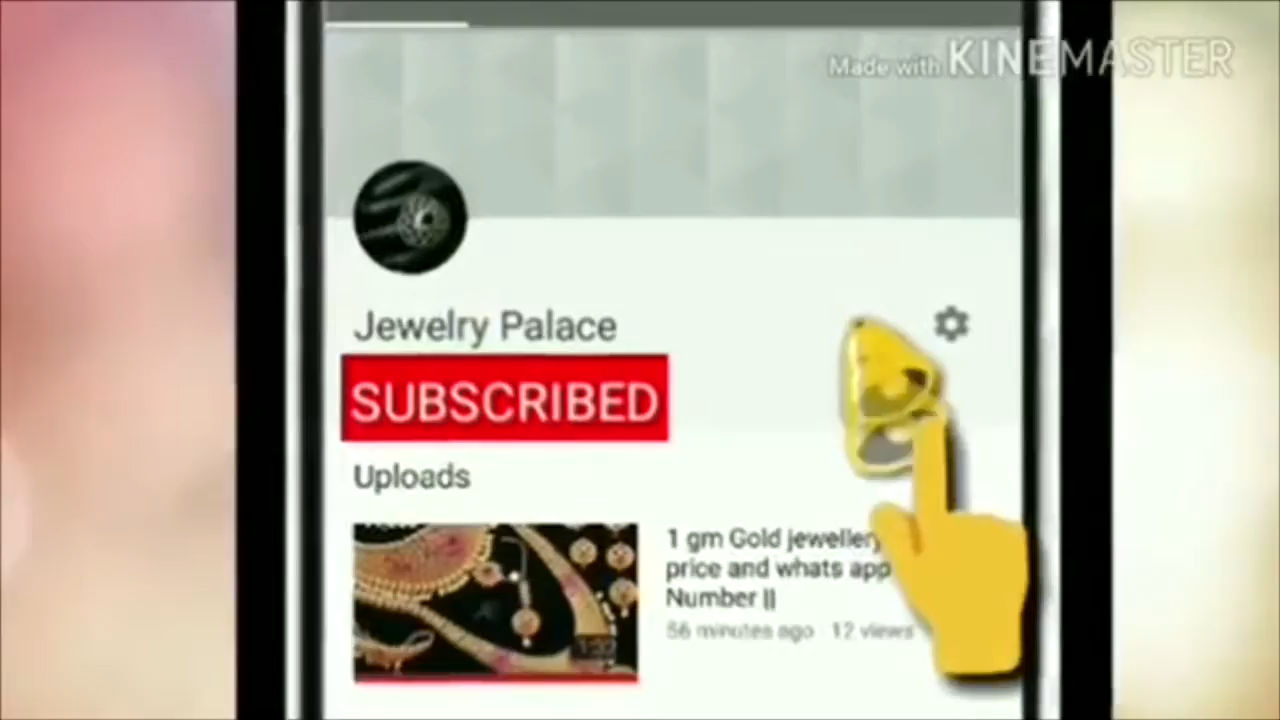 Made with KINEMASTER
Jewelry Palace
SUBSCRIBED
Uploads
1 gm Gold jewellery
price and whats app
Number ||
56 minutes ago 12 views